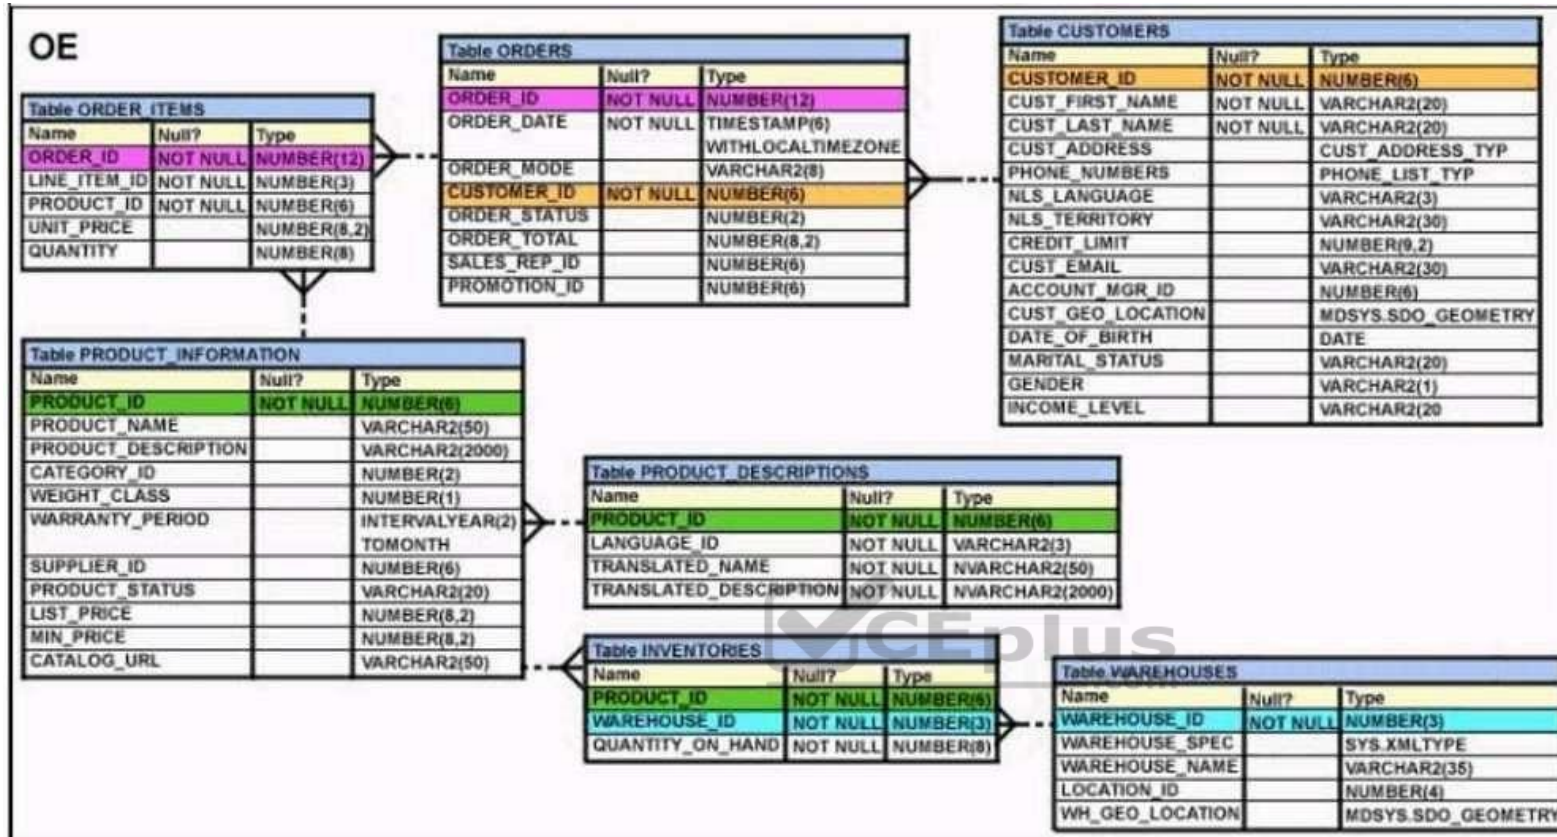 OE
Table ORDER_ITEMS
Name Null? Type
ORDER_ID NOT NULL NUMBER(12)
LINE_ITEM_ID NOT NULL NUMBER(3)
PRODUCT_ID NOT NULL NUMBER(6)
UNIT_PRICE NUMBER(8,2)
QUANTITY NUMBER(8)
Table ORDERS
Name Null? Type
ORDER_ID NOT NULL NUMBER(12)
ORDER_DATE NOT NULL TIMESTAMP(6)
WITHLOCALTIMEZONE
ORDER_MODE VARCHAR2(8)
CUSTOMER_ID NOT NULL NUMBER(6)
ORDER_STATUS NUMBER(2)
ORDER_TOTAL NUMBER(8,2)
SALES_REP_ID NUMBER(6)
PROMOTION_ID NUMBER(6)
Table CUSTOMERS
Name Null? Type
CUSTOMER_ID NOT NULL NUMBER(6)
CUST_FIRST_NAME NOT NULL VARCHAR2(20)
CUST_LAST_NAME NOT NULL VARCHAR2(20)
CUST_ADDRESS CUST_ADDRESS_TYP
PHONE_NUMBERS PHONE_LIST_TYP
NLS_LANGUAGE VARCHAR2(3)
NLS_TERRITORY VARCHAR2(30)
CREDIT_LIMIT NUMBER(9,2)
CUST_EMAIL VARCHAR2(30)
ACCOUNT_MGR_ID NUMBER(6)
CUST_GEO_LOCATION MDSYS.SDO_GEOMETRY
DATE_OF_BIRTH DATE
MARITAL_STATUS VARCHAR2(20)
GENDER VARCHAR2(1)
INCOME_LEVEL VARCHAR2(20
Table PRODUCT_INFORMATION
Name Null? Type
PRODUCT_ID NOT NULL NUMBER(6)
PRODUCT_NAME VARCHAR2(50)
PRODUCT_DESCRIPTION VARCHAR2(2000)
CATEGORY_ID NUMBER(2)
WEIGHT_CLASS NUMBER(1)
WARRANTY_PERIOD INTERVALYEAR(2)
TOMONTH
SUPPLIER_ID NUMBER(6)
PRODUCT_STATUS VARCHAR2(20)
LIST_PRICE NUMBER(8,2)
MIN_PRICE NUMBER(8,2)
CATALOG_URL VARCHAR2(50)
Table PRODUCT_DESCRIPTIONS
Name Null? Type
PRODUCT_ID NOT NULL NUMBER(6)
LANGUAGE_ID NOT NULL VARCHAR2(3)
TRANSLATED_NAME NOT NULL NVARCHAR2(50)
TRANSLATED_DESCRIPTION NOT NULL NVARCHAR2(2000)
CEplus
.com
Table INVENTORIES
Name Null? Type
PRODUCT_ID NOT NULL NUMBER(6)
WAREHOUSE_ID NOT NULL NUMBER(3)
QUANTITY_ON_HAND NOT NULL NUMBER(8)
Table WAREHOUSES
Name Null? Type
WAREHOUSE_ID NOT NULL NUMBER(3)
WAREHOUSE_SPEC SYS.XMLTYPE
WAREHOUSE_NAME VARCHAR2(35)
LOCATION_ID NUMBER(4)
WH_GEO_LOCATION MDSYS.SDO_GEOMETRY